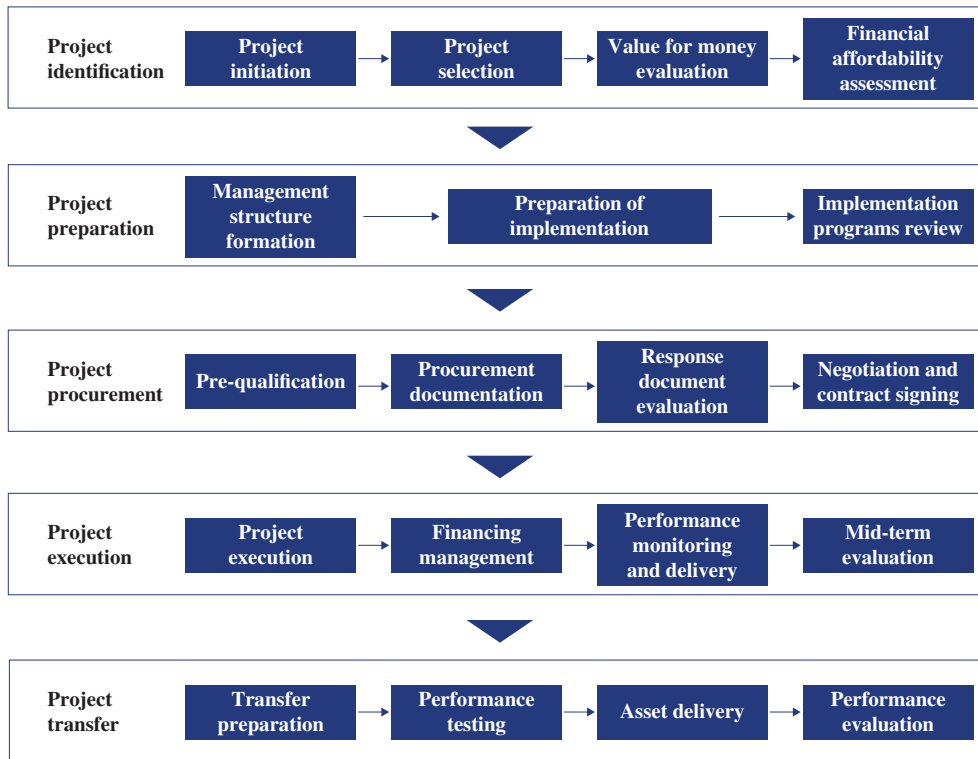 Project
identification
Project
initiation
Project
selection
Value for money
evaluation
Financial
affordability
assessment
Project
preparation
Management
structure
formation
Preparation of
implementation
Implementation
programs review
Project
procurement
Pre-qualification
Procurement
documentation
Response
document
evaluation
Negotiation and
contract signing
Project
execution
Project
execution
Financing
management
Performance
monitoring
and delivery
Mid-term
evaluation
Project
transfer
Transfer
preparation
Performance
testing
Asset delivery
Performance
evaluation